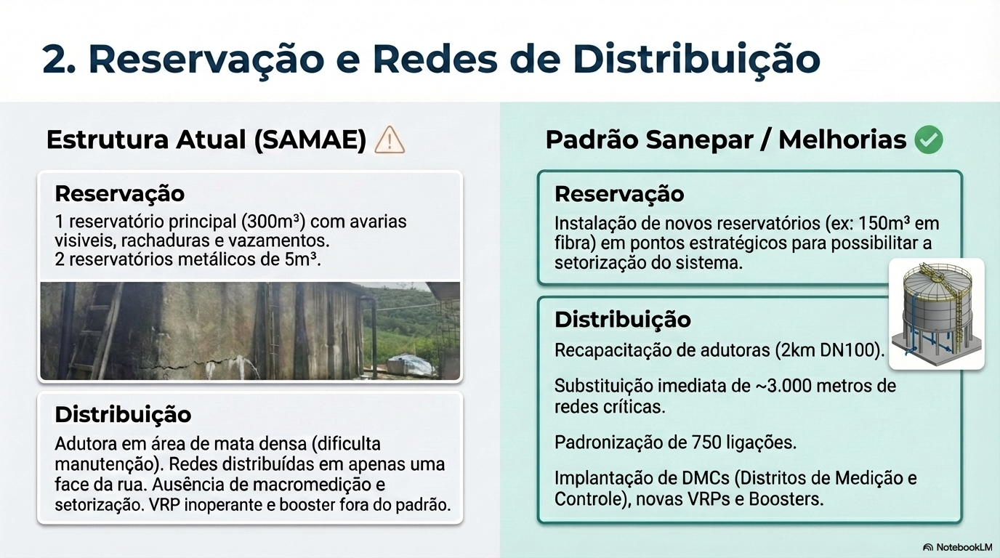 2. Reservação e Redes de Distribuição
Estrutura Atual (SAMAE)
Reservação
1 reservatório principal (300m³) com avarias
visiveis, rachaduras e vazamentos.
2 reservatórios metálicos de 5m³.
Distribuição
Adutora em área de mata densa (dificulta
manutenção). Redes distribuídas em apenas uma
face da rua. Ausência de macromedição e
setorização. VRP inoperante e booster fora do padrão.
Padrão Sanepar / Melhorias
Reservação
Instalação de novos reservatórios (ex: 150m³ em
fibra) em pontos estratégicos para possibilitar a
setorização do sistema.
Distribuição
Recapacitação de adutoras (2km DN100).
Substituição imediata de ~3.000 metros de
redes críticas.
Padronização de 750 ligações.
Implantação de DMCs (Distritos de Medição e
Controle), novas VRPs e Boosters.
NotebookLM